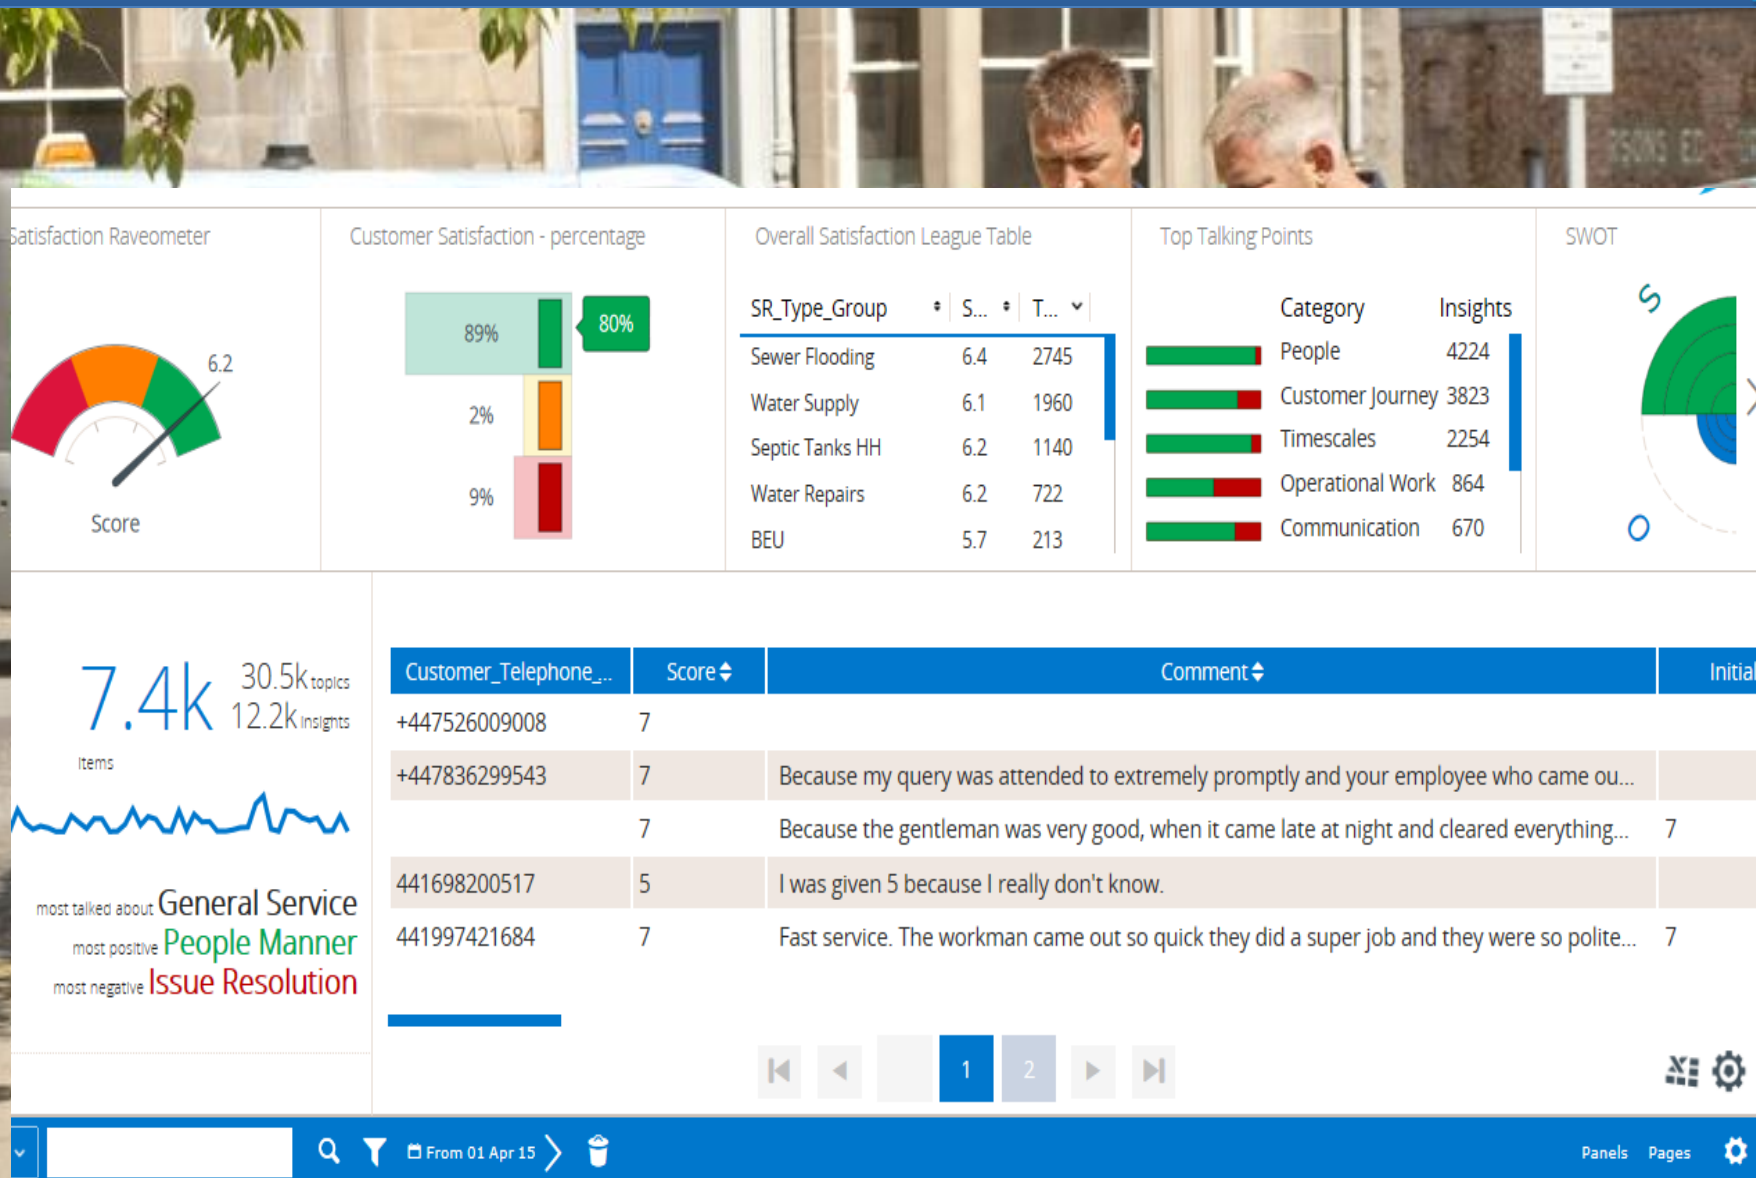 Satisfaction Raveometer
6.2
Score
Customer Satisfaction - percentage
89%
80%
2%
9%
Overall Satisfaction League Table
SR_Type_Group S... T...
Sewer Flooding 6.4 2745
Water Supply 6.1 1960
Septic Tanks HH 6.2 1140
Water Repairs 6.2 722
BEU 5.7 213
Top Talking Points
Category Insights
People 4224
Customer Journey 3823
Timescales 2254
Operational Work 864
Communication 670
SWOT
S
O
7.4k
Items
30.5k topics
12.2k Insights
most talked about General Service
most positive People Manner
most negative Issue Resolution
Customer_Telephone_... Score Comment Initial
+447526009008 7
+447836299543 7 Because my query was attended to extremely promptly and your employee who came ou...
7 Because the gentleman was very good, when it came late at night and cleared everything... 7
441698200517 5 I was given 5 because I really don't know.
441997421684 7 Fast service. The workman came out so quick they did a super job and they were so polite... 7
1 2
From 01 Apr 15
Panels Pages